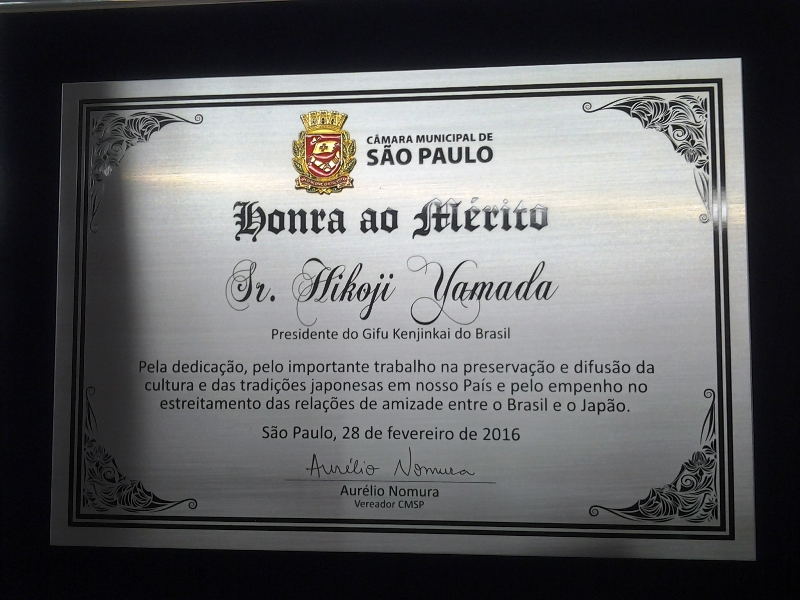 CÂMARA MUNICIPAL DE
SÃO PAULO
Honra ao Mérito
Sr. Hikoji Yamada
Presidente do Gifu Kenjinkai do Brasil
Pela dedicação, pelo importante trabalho na preservação e difusão da
cultura e das tradições japonesas em nosso País e pelo empenho no
estreitamento das relações de amizade entre o Brasil e o Japão.
São Paulo, 28 de fevereiro de 2016
Aurélio Nomura
Aurélio Nomura
Vereador CMSP